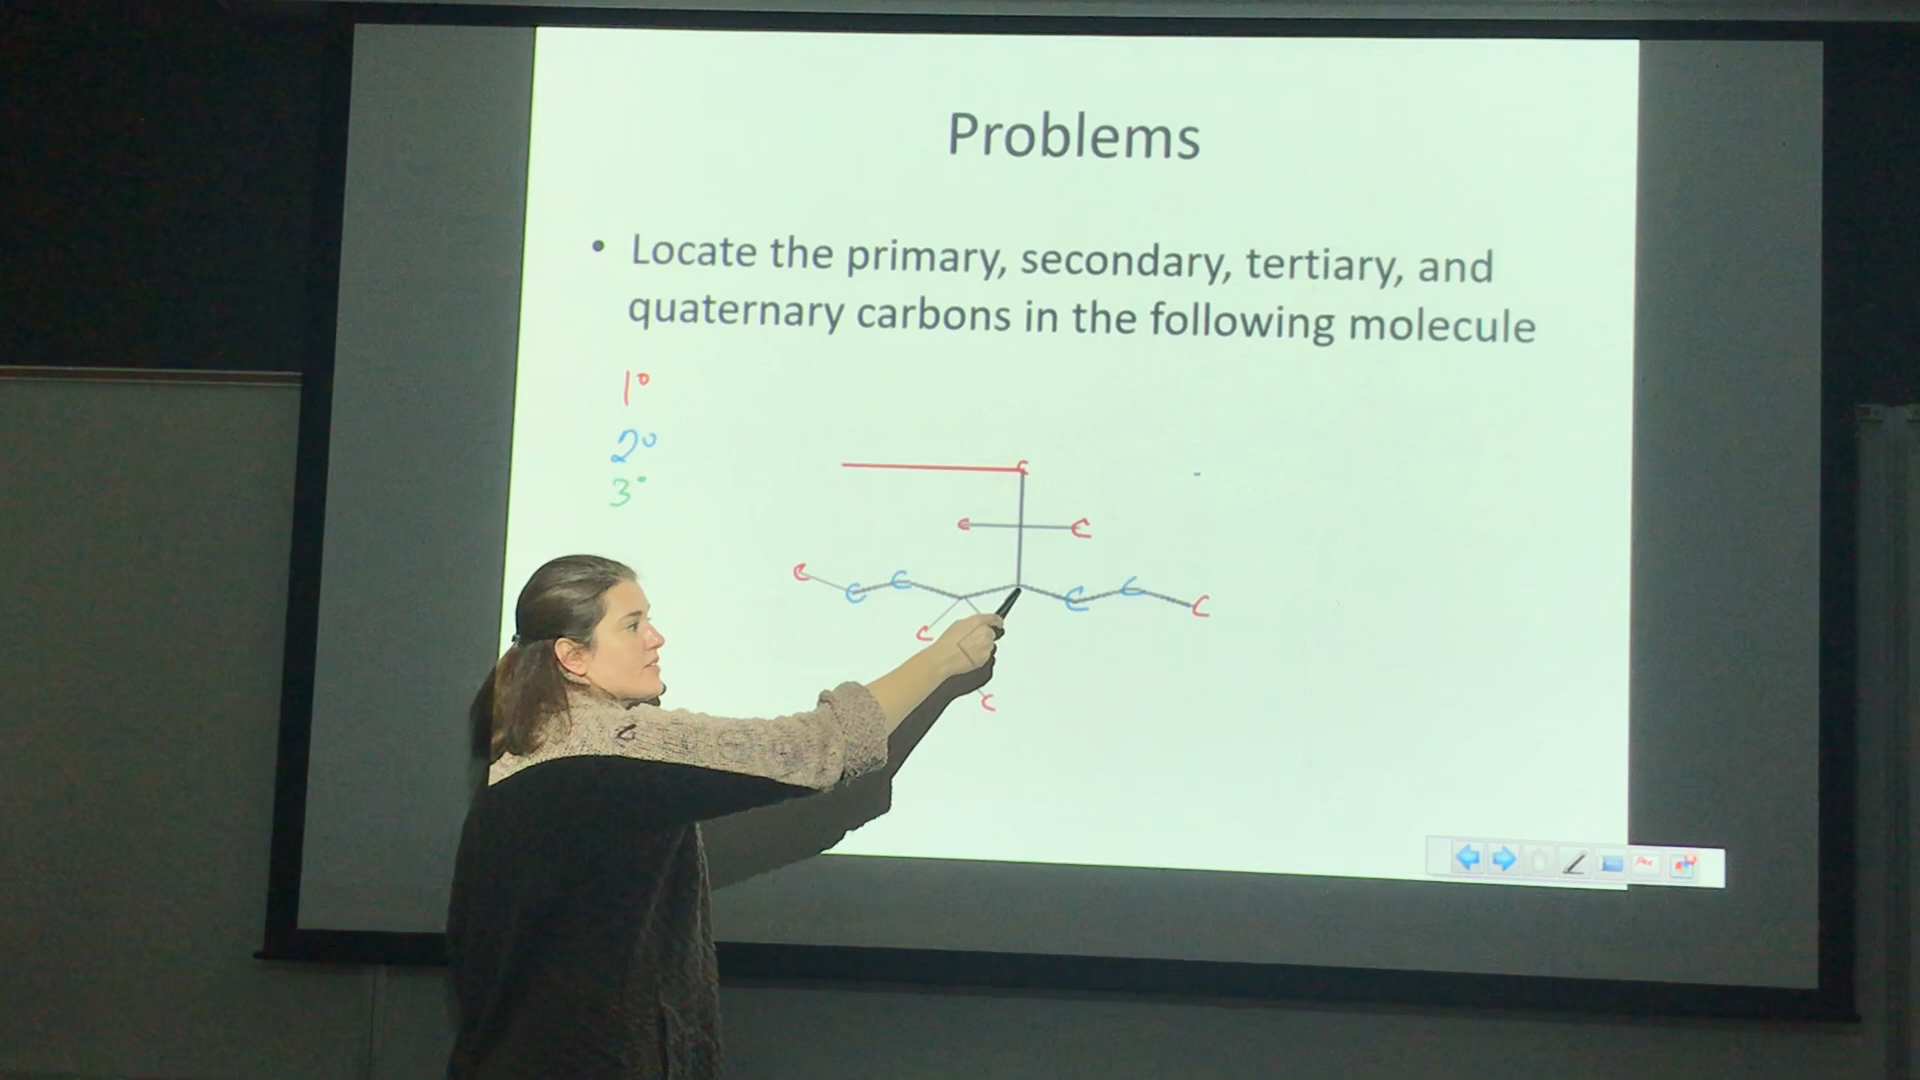 Problems
• Locate the primary, secondary, tertiary, and
quaternary carbons in the following molecule
1°
2°
3°
C
C C
C C C C C C
C
C